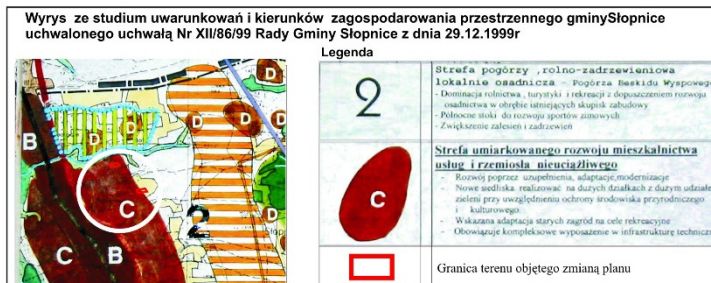 Wyrys ze studium uwarunkowań i kierunków zagospodarowania przestrzennego gminySłopnice
uchwalonego uchwałą Nr XII/86/99 Rady Gminy Słopnice z dnia 29.12.1999r
Legenda
D
D
B
D
D
D
D
C
D
2
C
B
D
2
Strefa pogórzy ,rolno-zadrzewieniowa
lokalnie osadnicza - Pogórza Beskidu Wyspowego
- Dominacja rolnictwa , turystyki i rekreacji z dopuszczeniem rozwoju
osadnictwa w obrębie istniejących skupisk zabudowy
- Północne stoki do rozwoju sportów zimowych
- Zwiększenie zalesień i zadrzewień
C
Strefa umiarkowanego rozwoju mieszkalnictwa
usług i rzemiosła nieuciążliwego
- Rozwój poprzez uzupełnienia, adaptacje,modernizacje
- Nowe siedliska realizować na dużych działkach z dużym udziałe
zieleni przy uwzględnieniu ochrony środowiska przyrodniczego
i kulturowego.
- Wskazana adaptacja starych zagród na cele rekreacyjne
- Obowiązuje kompleksowe wyposażenie w infrastrukturę techniczn
Granica terenu objętego zmianą planu